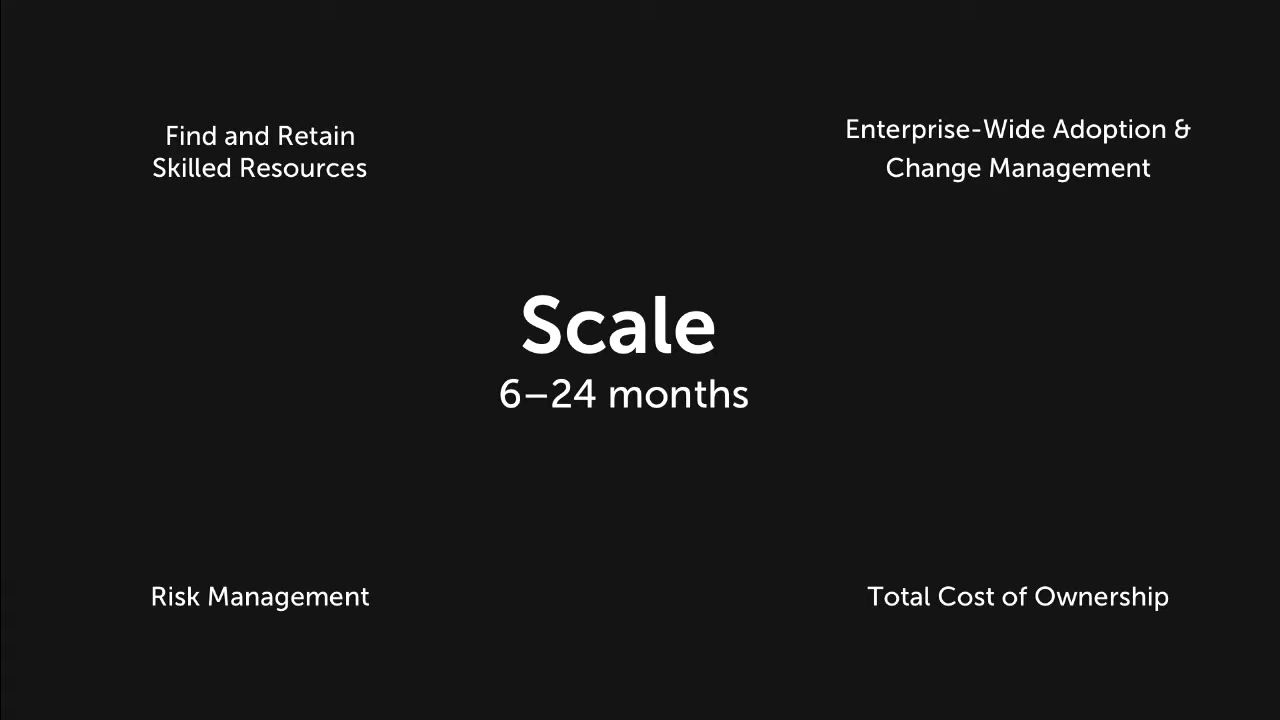 Find and Retain
Skilled Resources
Enterprise-Wide Adoption &
Change Management
Scale
6–24 months
Risk Management
Total Cost of Ownership